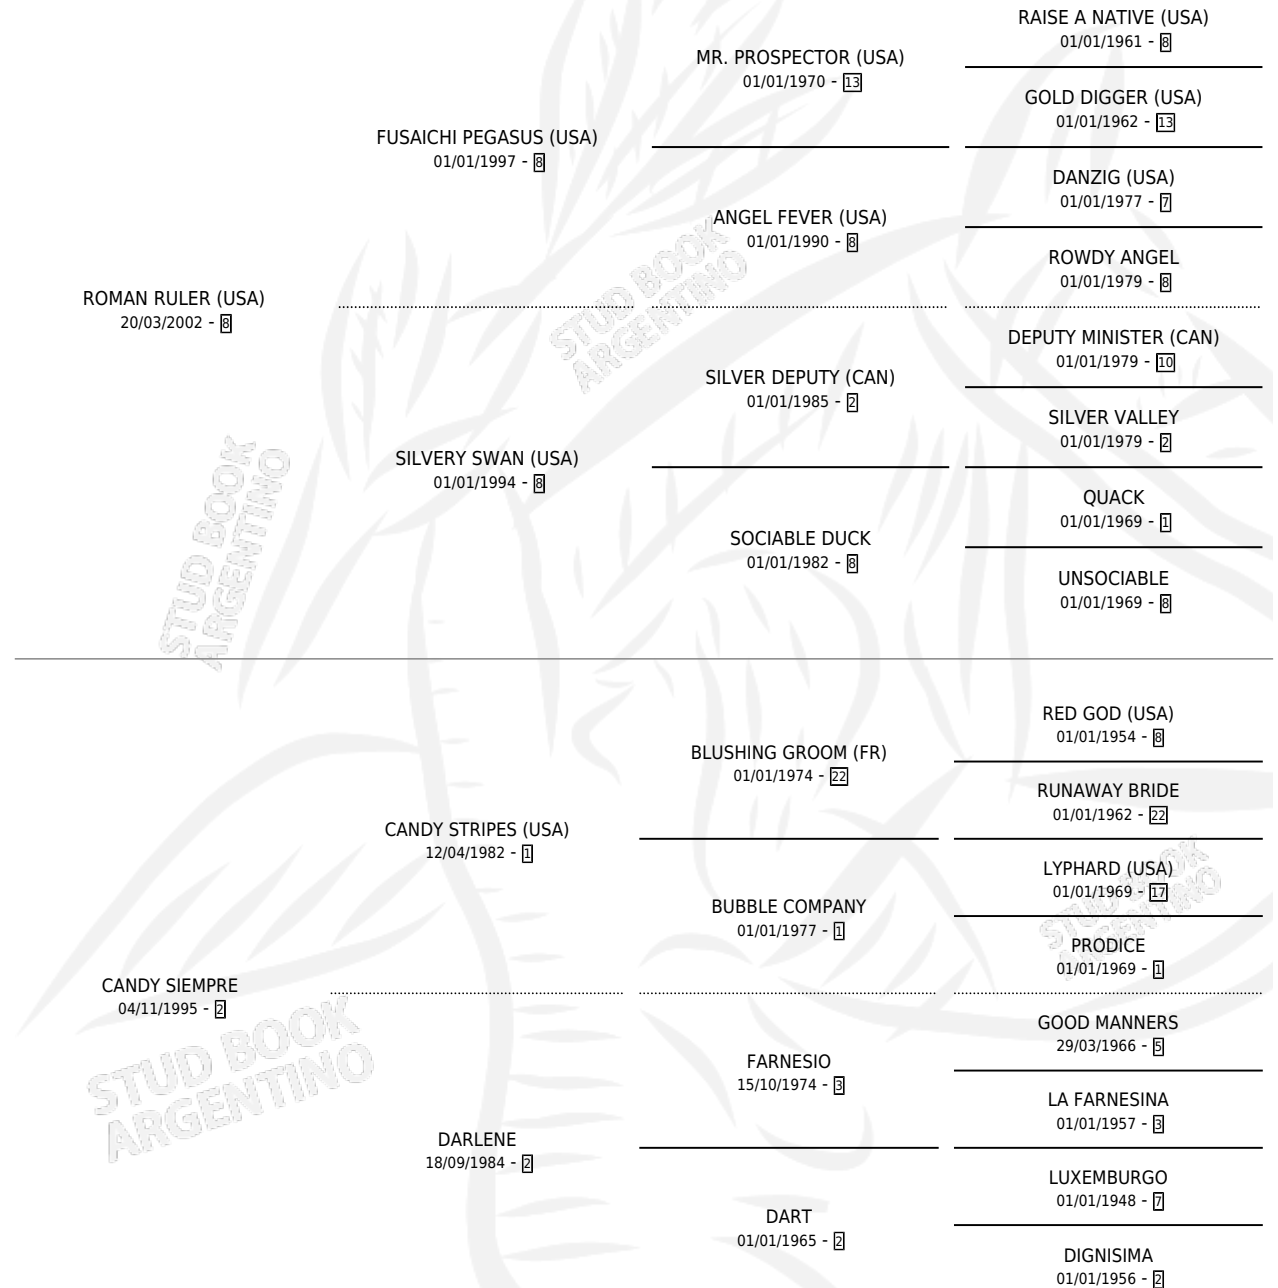 RAISE A NATIVE (USA)
01/01/1961 - 8
MR. PROSPECTOR (USA)
01/01/1970 - 13
GOLD DIGGER (USA)
01/01/1962 - 13
FUSAICHI PEGASUS (USA)
01/01/1997 - 8
DANZIG (USA)
01/01/1977 - 7
ANGEL FEVER (USA)
01/01/1990 - 8
ROWDY ANGEL
01/01/1979 - 8
ROMAN RULER (USA)
20/03/2002 - 8
STUD BOOK
ARGENTINO
DEPUTY MINISTER (CAN)
01/01/1979 - 10
SILVER DEPUTY (CAN)
01/01/1985 - 2
SILVER VALLEY
01/01/1979 - 2
SILVERY SWAN (USA)
01/01/1994 - 8
QUACK
01/01/1969 - 1
SOCIABLE DUCK
01/01/1982 - 8
UNSOCIABLE
01/01/1969 - 8
STUD BOOK
ARGENTINO
RED GOD (USA)
01/01/1954 - 8
BLUSHING GROOM (FR)
01/01/1974 - 22
RUNAWAY BRIDE
01/01/1962 - 22
CANDY STRIPES (USA)
12/04/1982 - 1
LYPHARD (USA)
01/01/1969 - 17
BUBBLE COMPANY
01/01/1977 - 1
STUD BOOK
ARGENTINO
PRODICE
01/01/1969 - 1
CANDY SIEMPRE
04/11/1995 - 2
STUD BOOK
ARGENTINO
GOOD MANNERS
29/03/1966 - 5
FARNESIO
15/10/1974 - 3
LA FARNESINA
01/01/1957 - 3
DARLENE
18/09/1984 - 2
LUXEMBURGO
01/01/1948 - 7
DART
01/01/1965 - 2
DIGNISIMA
01/01/1956 - 2